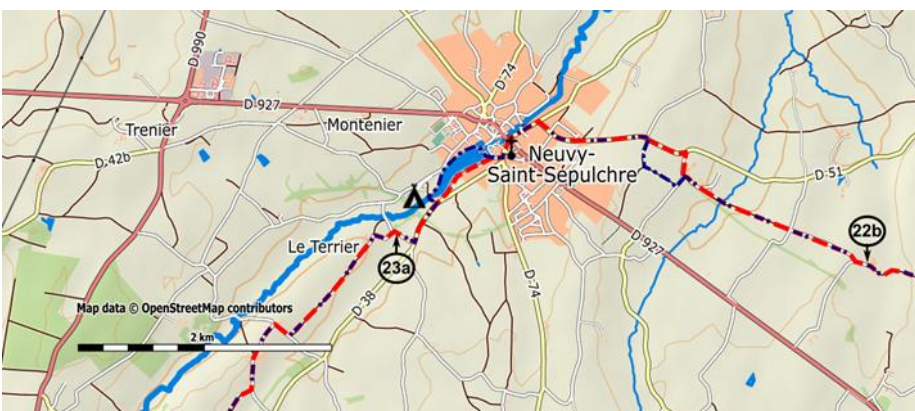 D-990
D-74
D-927
Trenier
Montenier
D-42b
Neuvy-
Saint-Sépulchre
D-51
22b
Le Terrier
D-927
23a
D-74
D-38
Map data © OpenStreetMap contributors
2 km